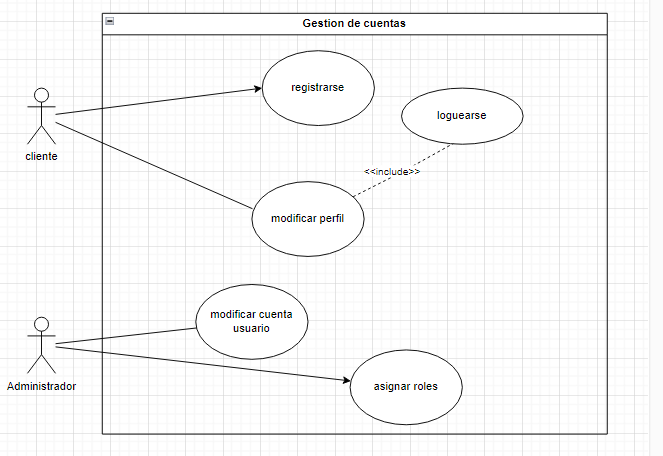 Gestion de cuentas
registrarse
loguearse
cliente
<<include>>
modificar perfil
modificar cuenta
usuario
Administrador
asignar roles